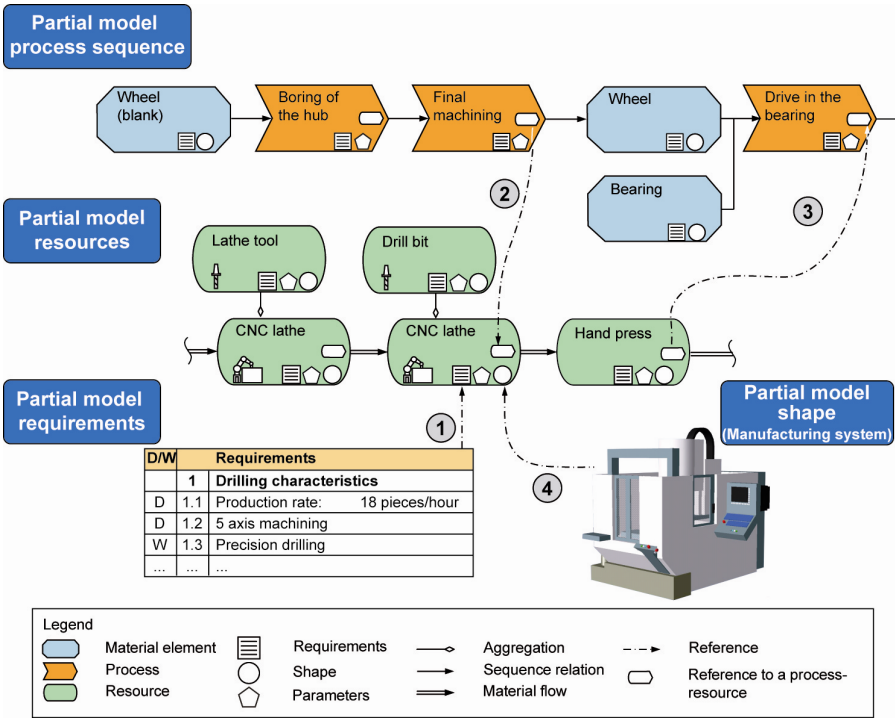 Partial model
process sequence
Wheel
(blank)
Boring of
the hub
Final
machining
Wheel
Drive in the
bearing
Bearing
2
3
Partial model
resources
Lathe tool
Drill bit
CNC lathe
CNC lathe
Hand press
Partial model
requirements
1
Partial model
shape
(Manufacturing system)
D/W Requirements
1 Drilling characteristics
D 1.1 Production rate: 18 pieces/hour
D 1.2 5 axis machining
W 1.3 Precision drilling
... ... ...
4
Legend
Material element
Process
Resource
Requirements
Shape
Parameters
Aggregation
Sequence relation
Material flow
Reference
Reference to a process-
resource